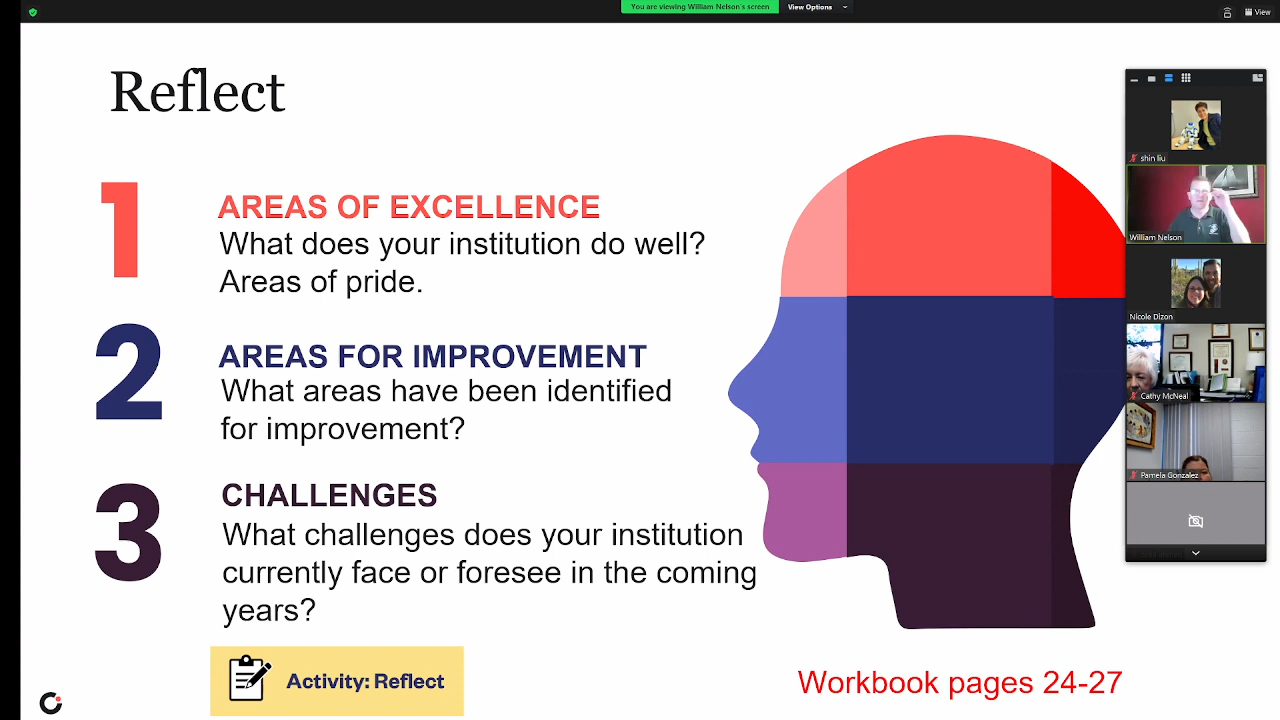 You are viewing William Nelson's screen
View Options
View
Reflect
1
AREAS OF EXCELLENCE
What does your institution do well?
Areas of pride.
2
AREAS FOR IMPROVEMENT
What areas have been identified
for improvement?
3
CHALLENGES
What challenges does your institution
currently face or foresee in the coming
years?
Activity: Reflect
Workbook pages 24-27
shin liu
William Nelson
Nicole Dizon
Cathy McNeal
Pamela Gonzalez